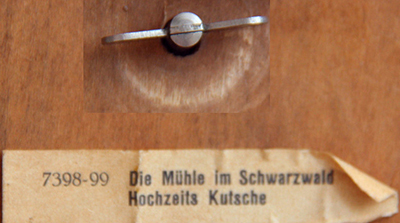 7398-99 Die Mühle im Schwarzwald
Hochzeits Kutsche